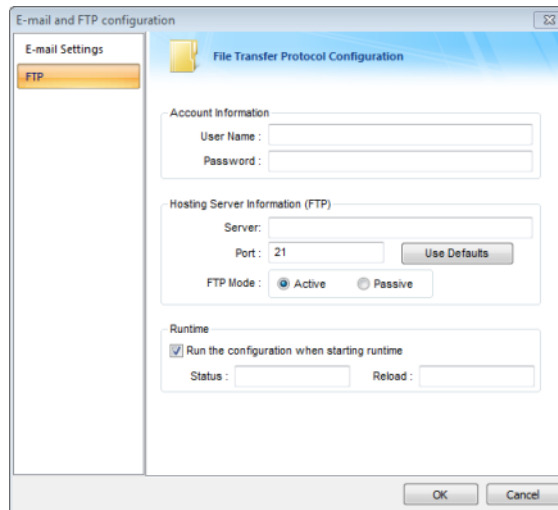 E-mail and FTP configuration
E-mail Settings
FTP
File Transfer Protocol Configuration
Account Information
User Name :
Password :
Hosting Server Information (FTP)
Server:
Port : 21 Use Defaults
FTP Mode : Active Passive
Runtime
Run the configuration when starting runtime
Status : Reload :
OK Cancel